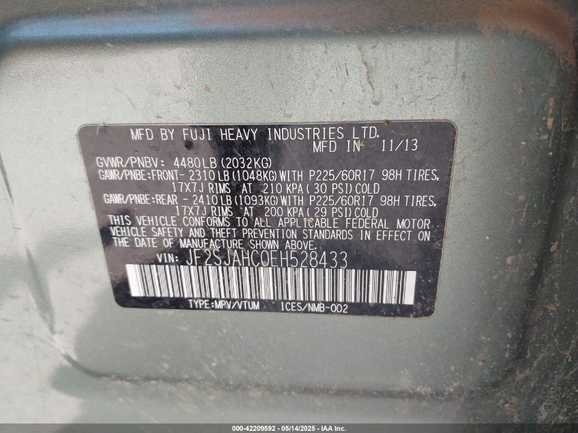 MFD BY FUJI HEAVY INDUSTRIES LTD.
MFD IN 11/13
GVWR/PNBV: 4480LB (2032KG)
GAWR/PNBE:FRONT-2310LB (1048KG) WITH P225/60R17 98H TIRES,
17X7J RIMS AT 210 KPA (30 PSI) COLD
GAWR/PNBE: REAR - 2410LB (1093KG) WITH P225/60R17 98H TIRES,
17X7J RIMS AT 200 KPA (29 PSI) COLD
THIS VEHICLE CONFORMS TO ALL APPLICABLE FEDERAL MOTOR
VEHICLE SAFETY AND THEFT PREVENTION STANDARDS IN EFFECT ON
THE DATE OF MANUFACTURE SHOWN ABOVE.
VIN: JF2SJAHC0EH528433
TYPE:MPV/VTUM ICES/NMB-002
000-42209592 - 05/14/2025 - IAA Inc.